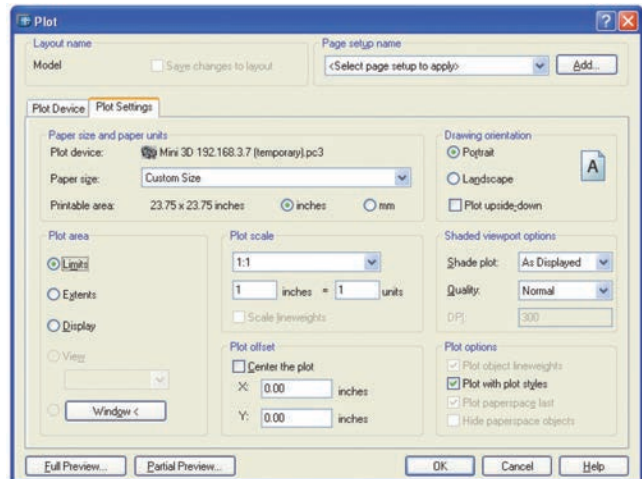 Plot
Layout name
Model
Save changes to layout
Page setup name
<Select page setup to apply>
Add...
Plot Device
Plot Settings
Paper size and paper units
Plot device:
Mini 3D 192.168.3.7 (temporary).pc3
Paper size:
Custom Size
Printable area:
23.75 x 23.75 inches
inches
mm
Drawing orientation
Portrait
Landscape
Plot upside-down
A
Plot area
Limits
Extents
Display
View
Window <
Plot scale
1:1
1 inches = 1 units
Scale lineweights
Plot offset
Center the plot
X: 0.00 inches
Y: 0.00 inches
Shaded viewport options
Shade plot: As Displayed
Quality: Normal
DPI 300
Plot options
Plot object lineweights
Plot with plot styles
Plot paperspace last
Hide paperspace objects
Full Preview...
Partial Preview...
OK
Cancel
Help